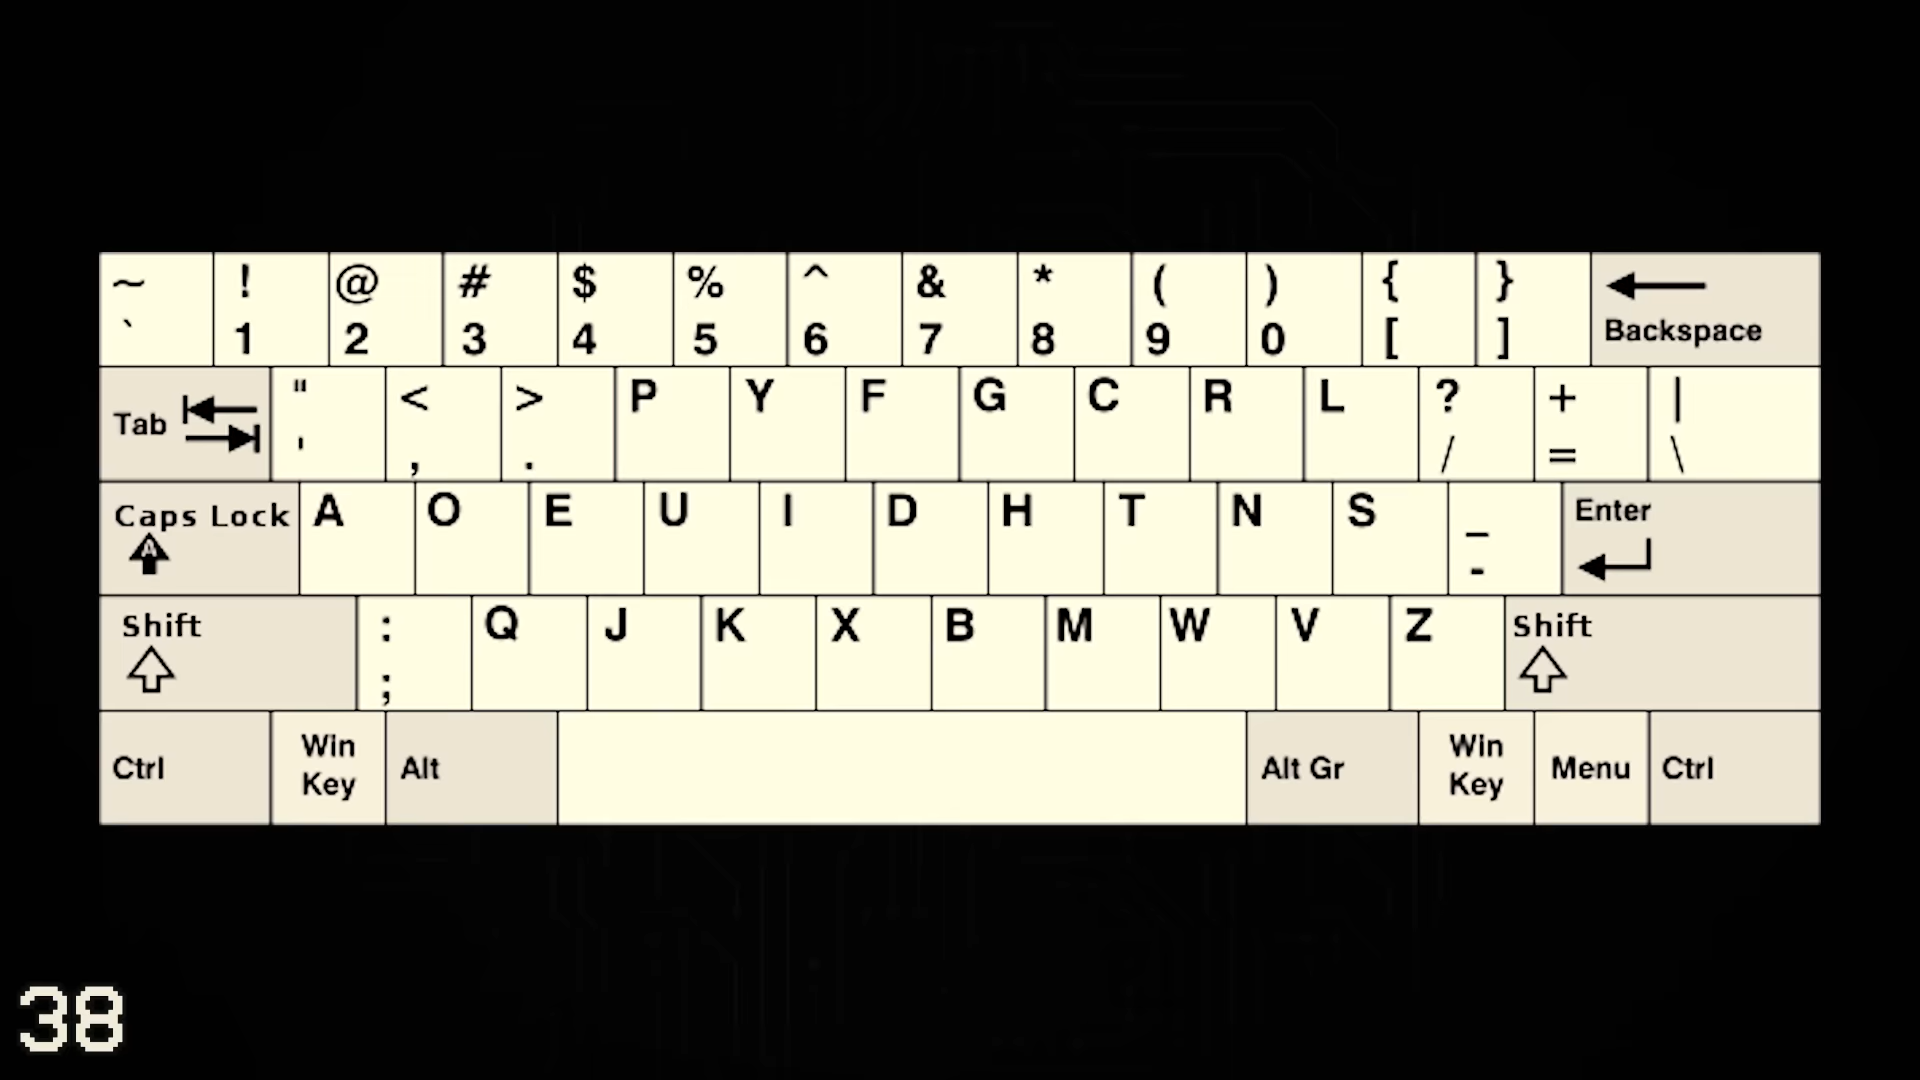 ~ ! @ # $ % ^ & * ( ) { }
` 1 2 3 4 5 6 7 8 9 0 [ ] Backspace
Tab " < > P Y F G C R L ? + |
' , . / = \
Caps Lock A O E U I D H T N S _ Enter
A -
Shift : Q J K X B M W V Z Shift
;
Ctrl Win Key Alt Alt Gr Win Key Menu Ctrl
38